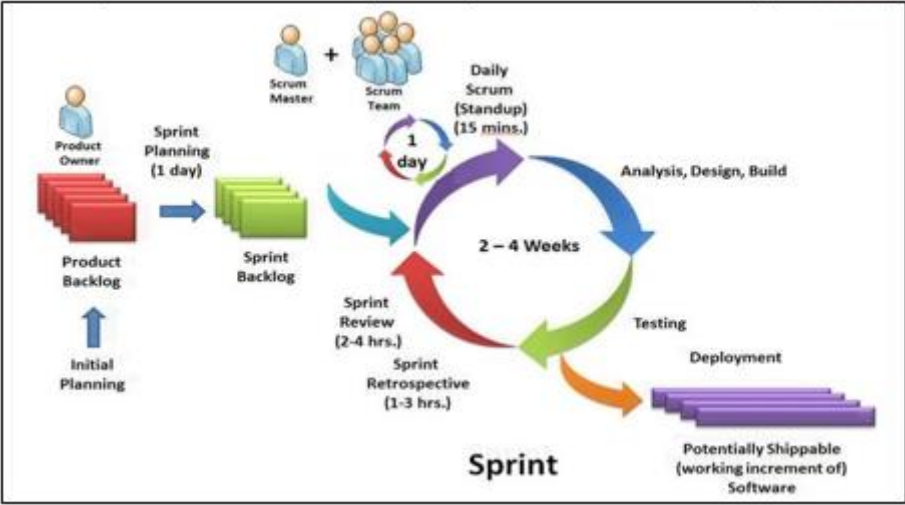 Scrum
Master
+
Scrum
Team
Daily
Scrum
(Standup)
(15 mins.)
1
day
Product
Owner
Sprint
Planning
(1 day)
Analysis, Design, Build
2 – 4 Weeks
Product
Backlog
Sprint
Backlog
Initial
Planning
Sprint
Review
(2-4 hrs.)
Sprint
Retrospective
(1-3 hrs.)
Testing
Deployment
Potentially Shippable
(working increment of)
Software
Sprint